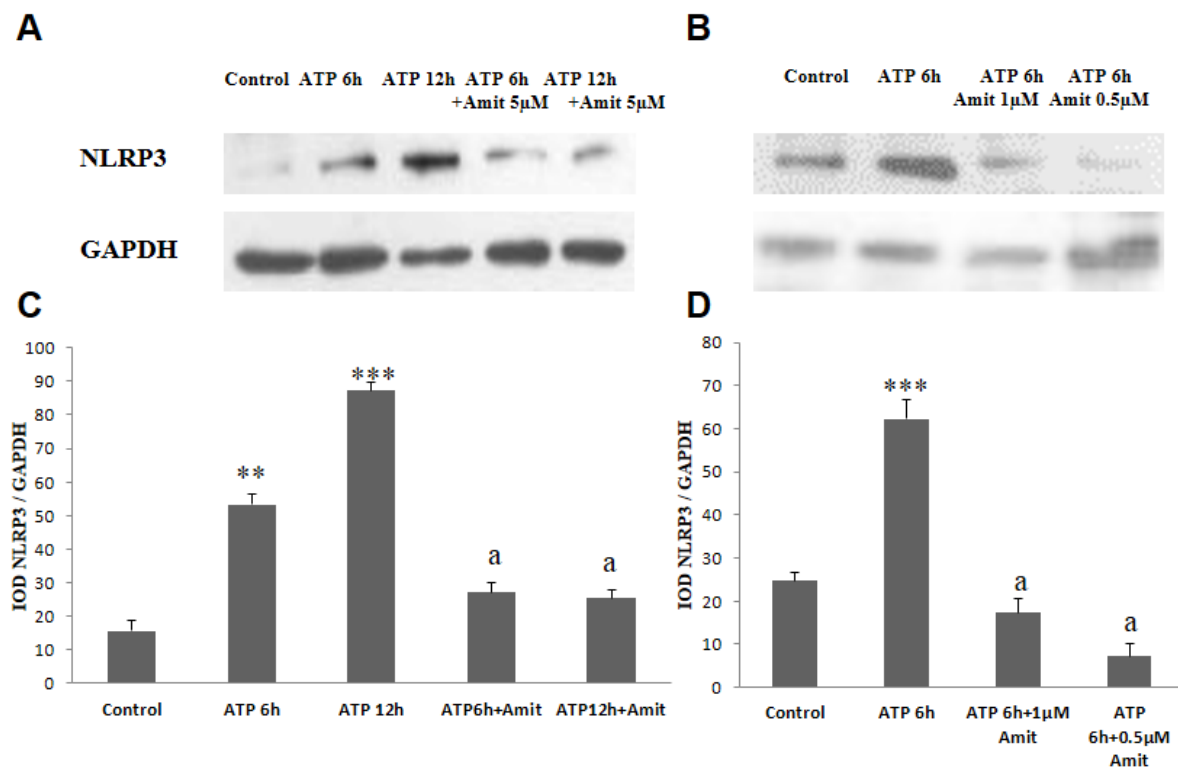 A
Control ATP 6h ATP 12h ATP 6h ATP 12h
+Amit 5μM +Amit 5μM
NLRP3
GAPDH
B
Control ATP 6h ATP 6h ATP 6h
Amit 1μM Amit 0.5μM
C
IOD NLRP3 / GAPDH
100
90
80
70
60
50
40
30
20
10
0
**
***
a
a
Control ATP 6h ATP 12h ATP6h+Amit ATP12h+Amit
D
IOD NLRP3 / GAPDH
80
70
60
50
40
30
20
10
0
***
a
a
Control ATP 6h ATP 6h+1μM ATP
Amit 6h+0.5μM
Amit